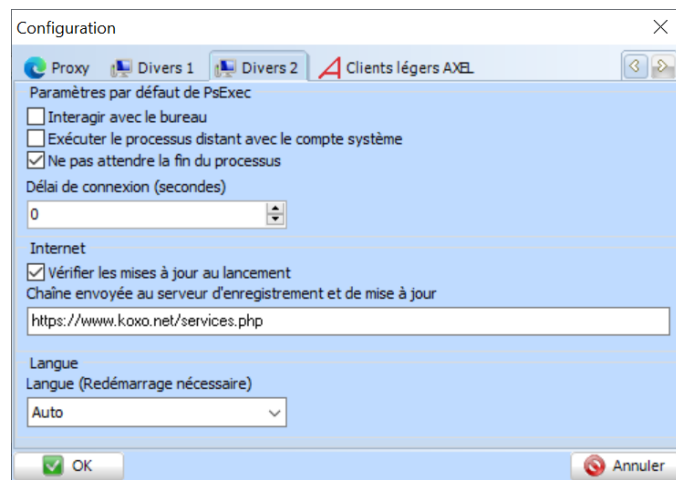 Configuration
Proxy Divers 1 Divers 2 Clients légers AXEL
Paramètres par défaut de PsExec
Interagir avec le bureau
Exécuter le processus distant avec le compte système
Ne pas attendre la fin du processus
Délai de connexion (secondes)
0
Internet
Vérifier les mises à jour au lancement
Chaîne envoyée au serveur d'enregistrement et de mise à jour
https://www.koxo.net/services.php
Langue
Langue (Redémarrage nécessaire)
Auto
OK Annuler